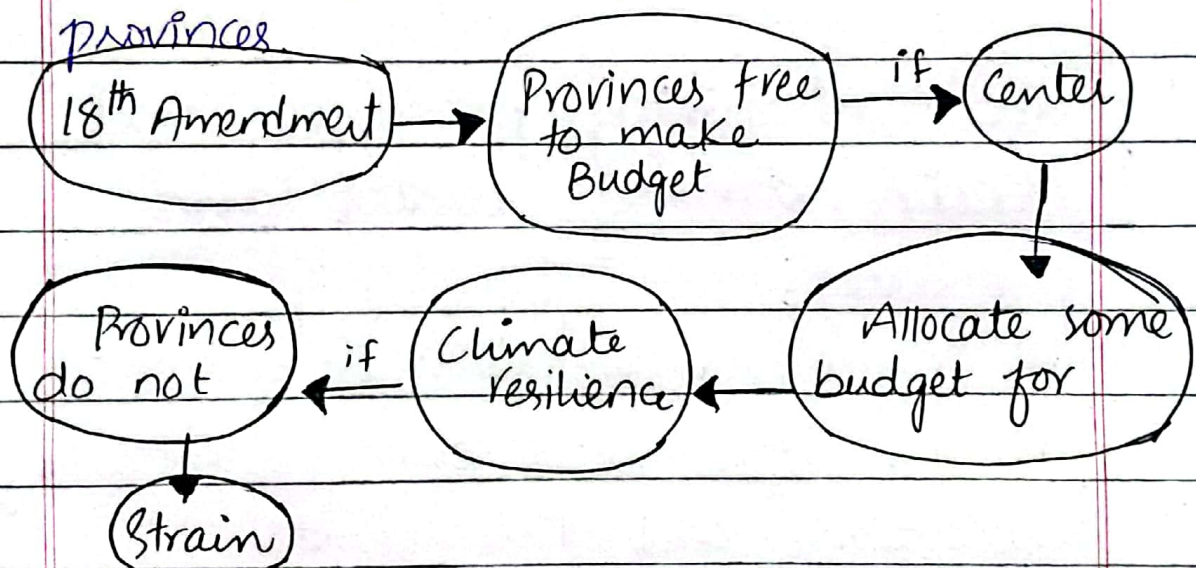 provinces.
18th Amendment
Provinces free
to make
Budget
if
Center
Allocate some
budget for
Climate
resilience
if
Provinces
do not
Strain